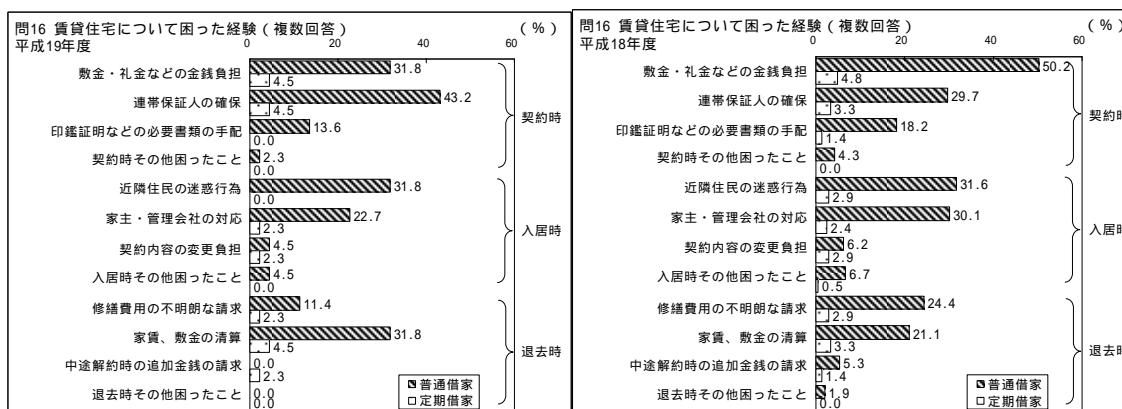 問16 賃貸住宅について困った経験(複数回答) (%)
平成19年度
0 20 40 60
敷金・礼金などの金銭負担 31.8
4.5
連帯保証人の確保 43.2
4.5
印鑑証明などの必要書類の手配 13.6
0.0
契約時その他困ったこと 2.3
0.0
契約時
近隣住民の迷惑行為 31.8
0.0
家主・管理会社の対応 22.7
2.3
契約内容の変更負担 4.5
2.3
入居時その他困ったこと 4.5
0.0
入居時
修繕費用の不明朗な請求 11.4
2.3
家賃、敷金の清算 31.8
4.5
中途解約時の追加金銭の請求 0.0
2.3
退去時その他困ったこと 0.0
0.0
退去時
普通借家
定期借家
問16 賃貸住宅について困った経験(複数回答) (%)
平成18年度
0 20 40 60
敷金・礼金などの金銭負担 50.2
4.8
連帯保証人の確保 29.7
3.3
印鑑証明などの必要書類の手配 18.2
1.4
契約時その他困ったこと 4.3
0.0
契約時
近隣住民の迷惑行為 31.6
2.9
家主・管理会社の対応 30.1
2.4
契約内容の変更負担 6.2
2.9
入居時その他困ったこと 6.7
0.5
入居時
修繕費用の不明朗な請求 24.4
2.9
家賃、敷金の清算 21.1
3.3
中途解約時の追加金銭の請求 5.3
1.4
退去時その他困ったこと 1.9
0.0
退去時
普通借家
定期借家